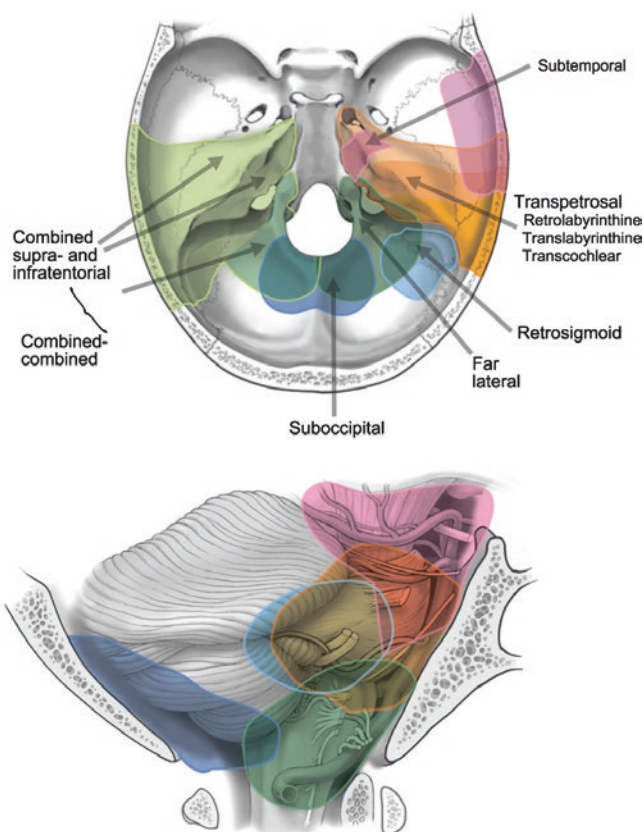 Subtemporal
Transpetrosal
Retrolabyrinthine
Translabyrinthine
Transcochlear
Combined
supra- and
infratentorial
Combined-
combined
Retrosigmoid
Far
lateral
Suboccipital